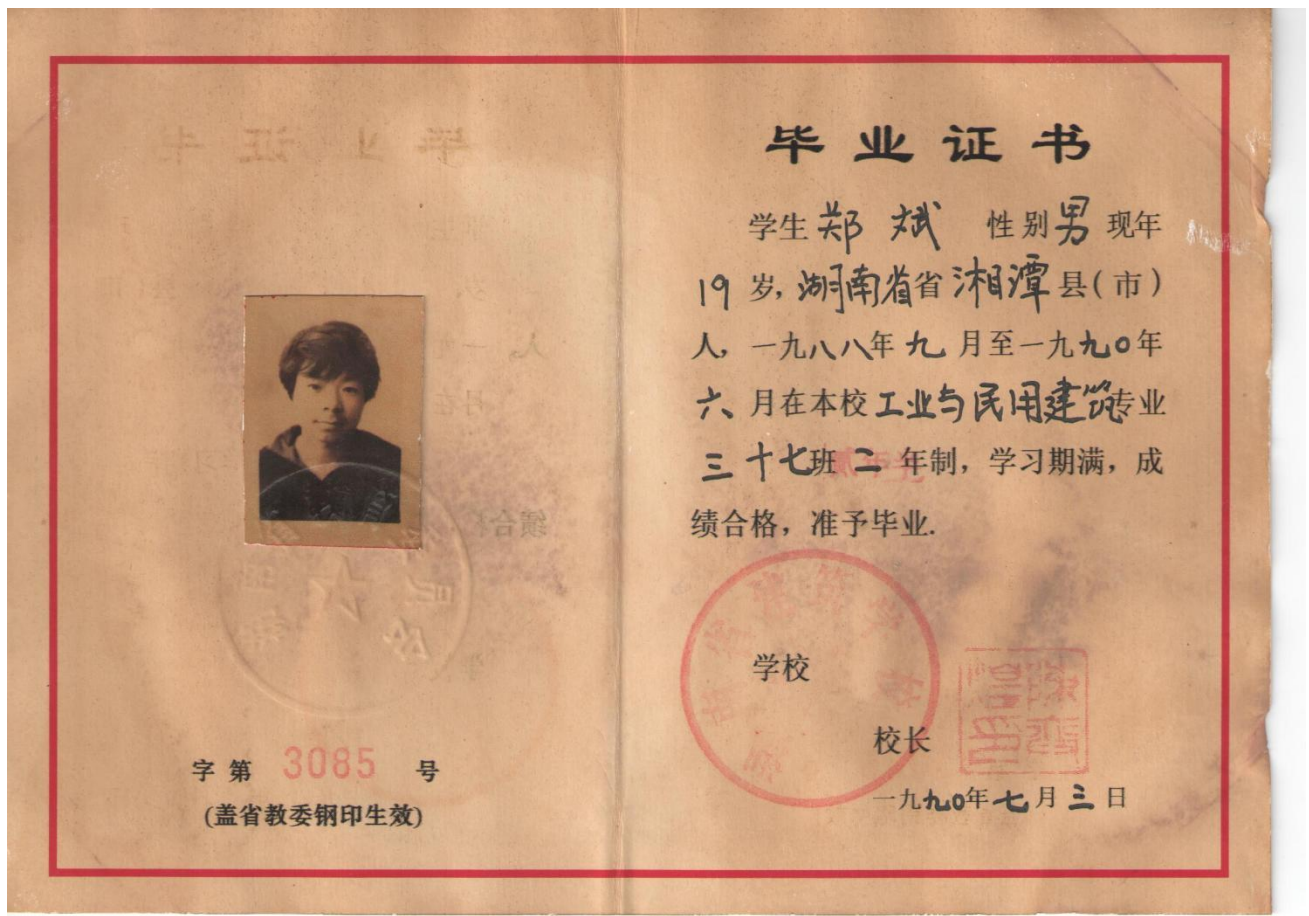 字第 3085 号
(盖省教委钢印生效)
毕业证书
学生郑斌 性别男 现年
19岁,湖南省省湘潭县(市)
人,一九八八年九月至一九九0年
六月在本校工业与民用建筑专业
三十七班二年制,学习期满,成
绩合格,准予毕业.
学校
校长
一九九0年七月三日